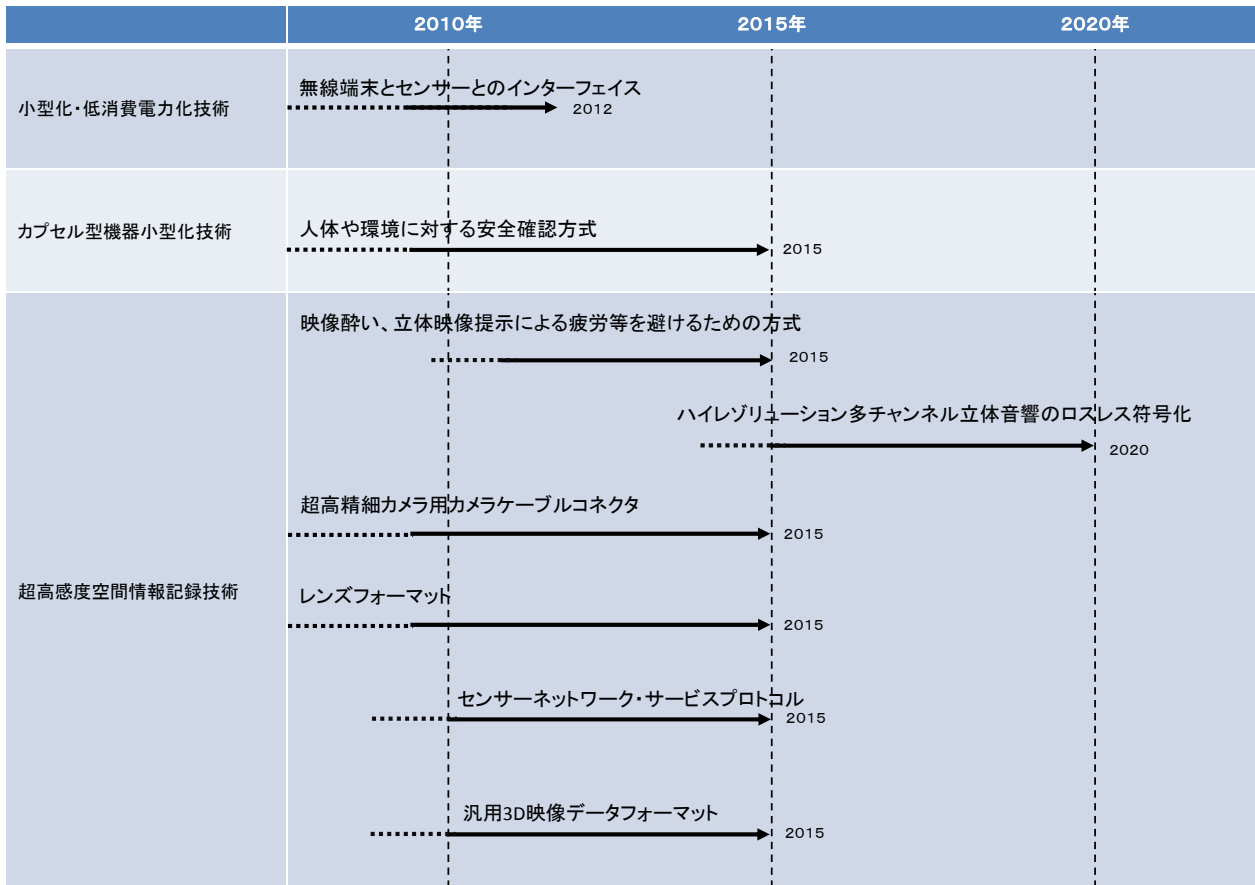 2010年 2015年 2020年
小型化・低消費電力化技術
無線端末とセンサーとのインターフェイス
2012
カプセル型機器小型化技術
人体や環境に対する安全確認方式
2015
超高感度空間情報記録技術
映像酔い、立体映像提示による疲労等を避けるための方式
2015
ハイレゾリューション多チャンネル立体音響のロスレス符号化
2020
超高精細カメラ用カメラケーブルコネクタ
2015
レンズフォーマット
2015
センサーネットワーク・サービスプロトコル
2015
汎用3D映像データフォーマット
2015